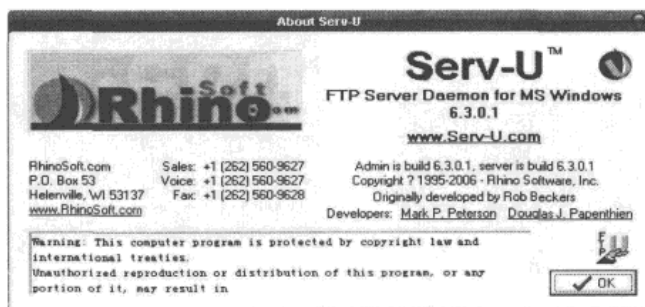 About Serv-U
RhinoSoft.com
Serv-U™
FTP Server Daemon for MS Windows
6.3.0.1
www.Serv-U.com
RhinoSoft.com
P.O. Box 53
Helenville, WI 53137
www.RhinoSoft.com
Sales: +1 (262) 560-9627
Voice: +1 (262) 560-9627
Fax: +1 (262) 560-9628
Admin is build 6.3.0.1, server is build 6.3.0.1
Copyright ? 1995-2006 - Rhino Software, Inc.
Originally developed by Rob Beckers
Developers: Mark P. Peterson Douglas J. Papenthien
Warning: This computer program is protected by copyright law and
international treaties.
Unauthorized reproduction or distribution of this program, or any
portion of it, may result in
FTP
OK